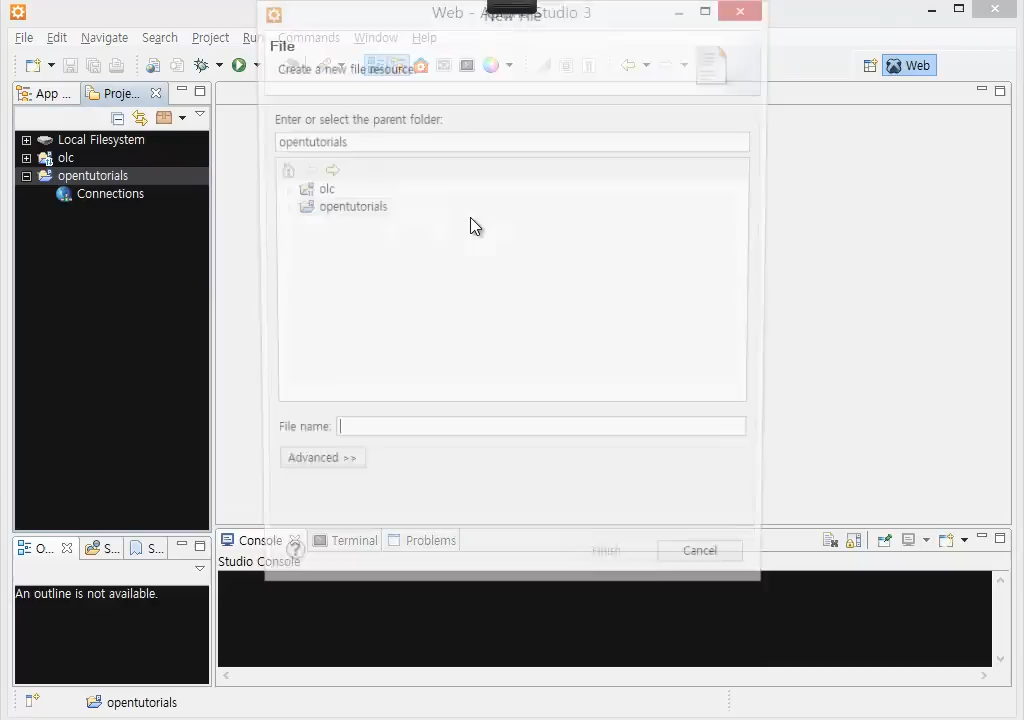 Web - A Studio 3
New File
File Edit Navigate Search Project Run Commands Window Help
File
Create a new file resource.
Web
App ...
Proje...
Enter or select the parent folder:
opentutorials
Local Filesystem
olc
opentutorials
Connections
olc
opentutorials
File name:
Advanced >>
Finish
Cancel
O...
S...
S...
Console
Terminal
Problems
Studio Console
An outline is not available.
opentutorials